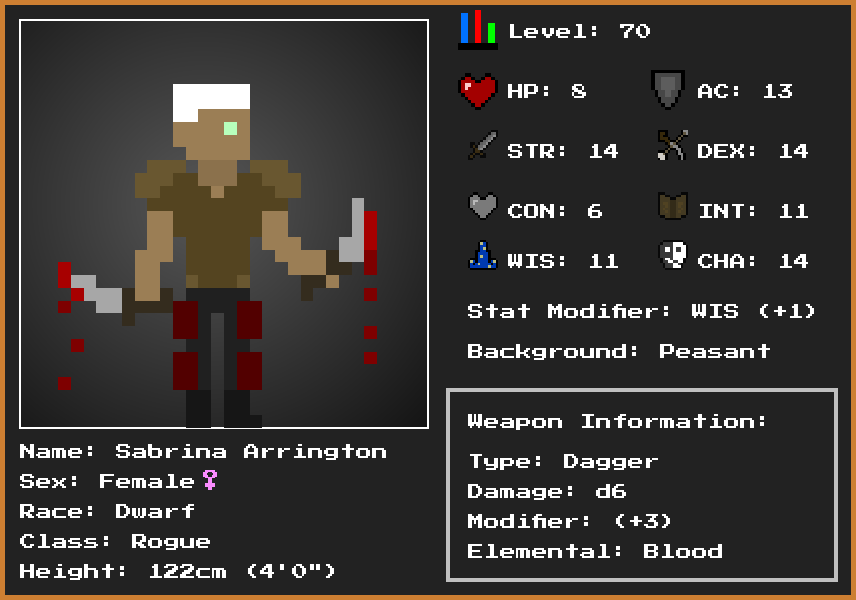 Level: 70
HP: 8
AC: 13
STR: 14
DEX: 14
CON: 6
INT: 11
WIS: 11
CHA: 14
Stat Modifier: WIS (+1)
Background: Peasant
Weapon Information:
Type: Dagger
Damage: d6
Modifier: (+3)
Elemental: Blood
Name: Sabrina Arrington
Sex: Female♀
Race: Dwarf
Class: Rogue
Height: 122cm (4'0")